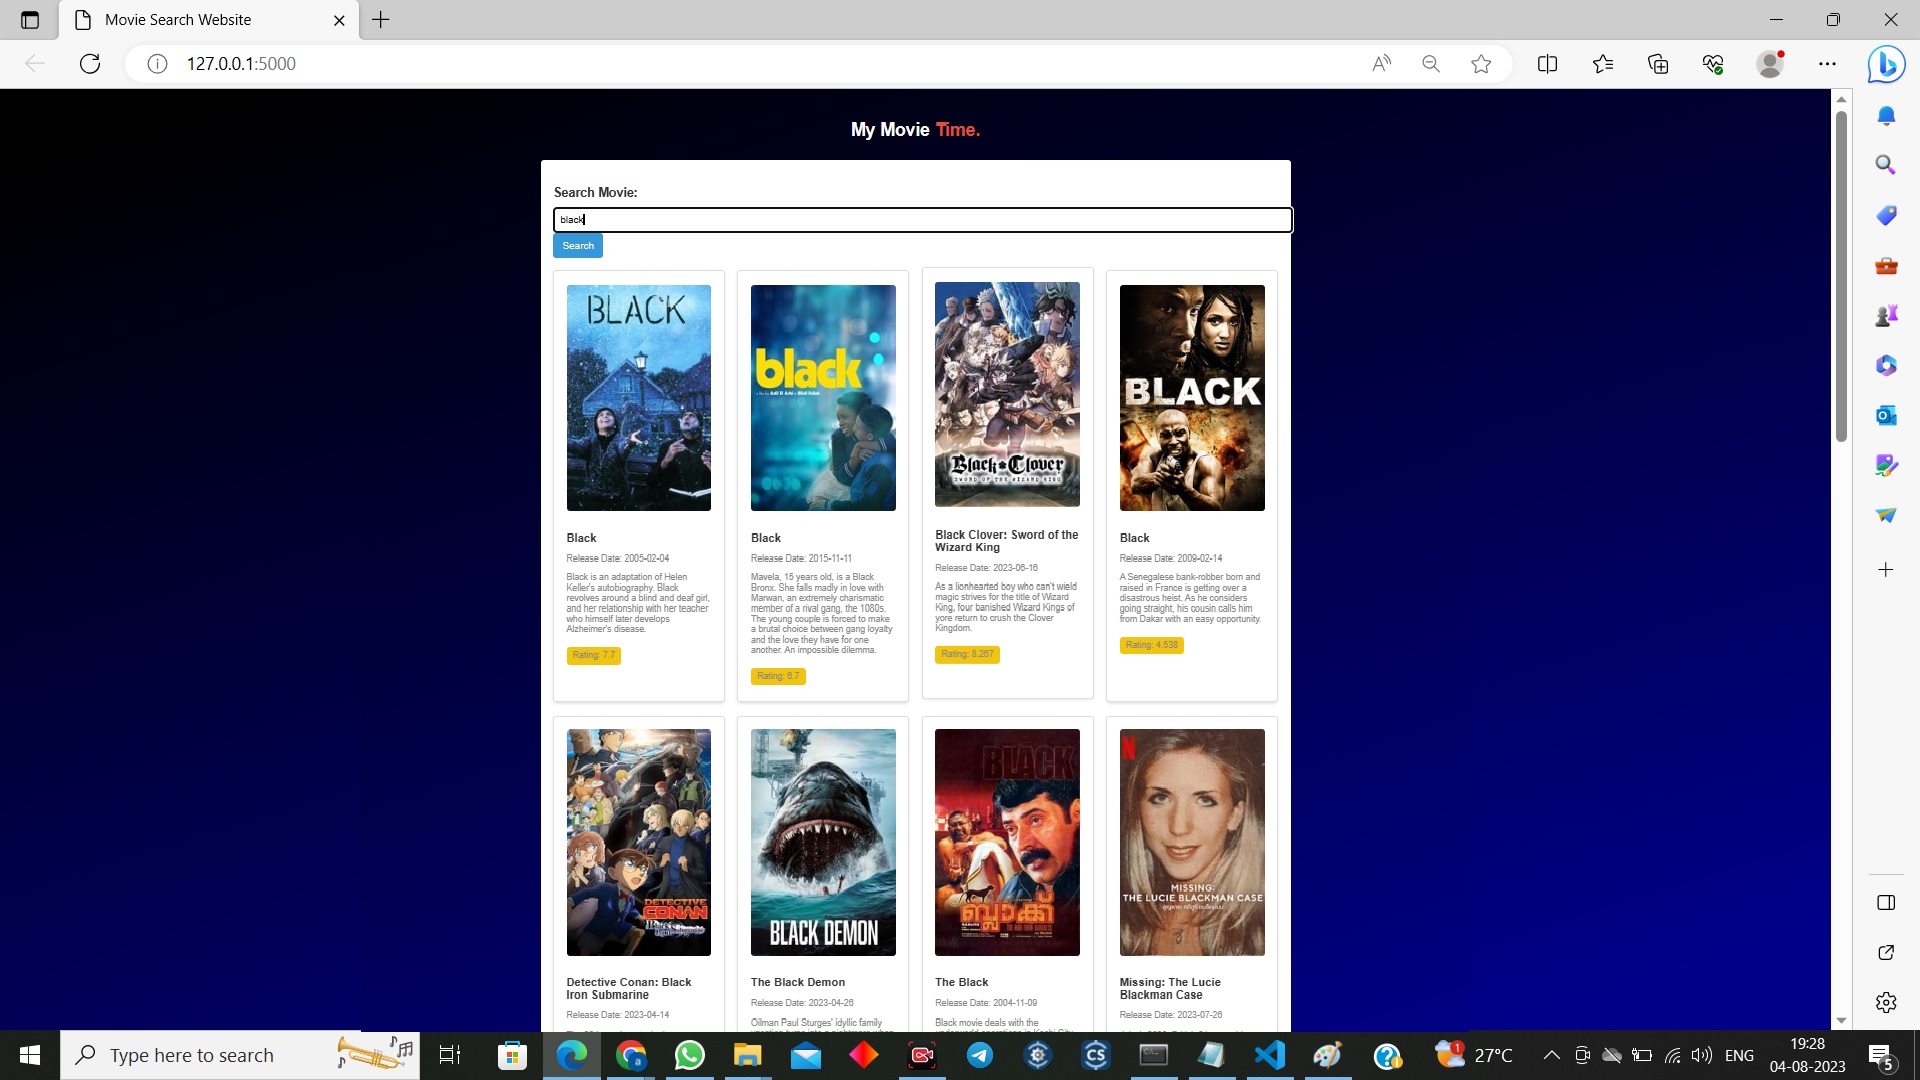 Movie Search Website
127.0.0.1:5000
My Movie Time.
Search Movie:
black
Search
BLACK
Black
Release Date: 2005-02-04
Black is an adaptation of Helen
Keller's autobiography. Black
revolves around a blind and deaf girl,
and her relationship with her teacher
who himself later develops
Alzheimer's disease.
Rating: 7.7
black
Black
Release Date: 2015-11-11
Mavela, 15 years old, is a Black
Bronx. She falls madly in love with
Marwan, an extremely charismatic
member of a rival gang, the 1080s.
The young couple is forced to make
a brutal choice between gang loyalty
and the love they have for one
another. An impossible dilemma.
Rating: 6.7
Black Clover
SWORD OF THE WIZARD KING
Black Clover: Sword of the
Wizard King
Release Date: 2023-06-16
As a lionhearted boy who can't wield
magic strives for the title of Wizard
King, four banished Wizard Kings of
yore return to crush the Clover
Kingdom.
Rating: 8.267
BLACK
Black
Release Date: 2009-02-14
A Senegalese bank-robber born and
raised in France is getting over a
disastrous heist. As he considers
going straight, his cousin calls him
from Dakar with an easy opportunity.
Rating: 4.538
DETECTIVE
CONAN
Detective Conan: Black
Iron Submarine
Release Date: 2023-04-14
BLACK DEMON
The Black Demon
Release Date: 2023-04-26
Oilman Paul Sturges' idyllic family
BLACK
ബ്ലാക്ക്
The Black
Release Date: 2004-11-09
Black movie deals with the
N
MISSING:
THE LUCIE BLACKMAN CASE
Missing: The Lucie
Blackman Case
Release Date: 2023-07-26
Type here to search
CS
1
27°C
ENG
19:28
04-08-2023
5